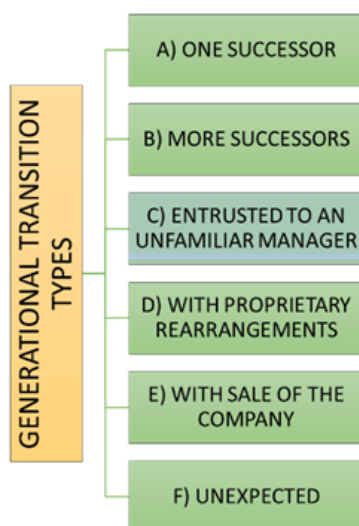 GENERATIONAL TRANSITION
TYPES
A) ONE SUCCESSOR
B) MORE SUCCESSORS
C) ENTRUSTED TO AN
UNFAMILIAR MANAGER
D) WITH PROPRIETARY
REARRANGEMENTS
E) WITH SALE OF THE
COMPANY
F) UNEXPECTED